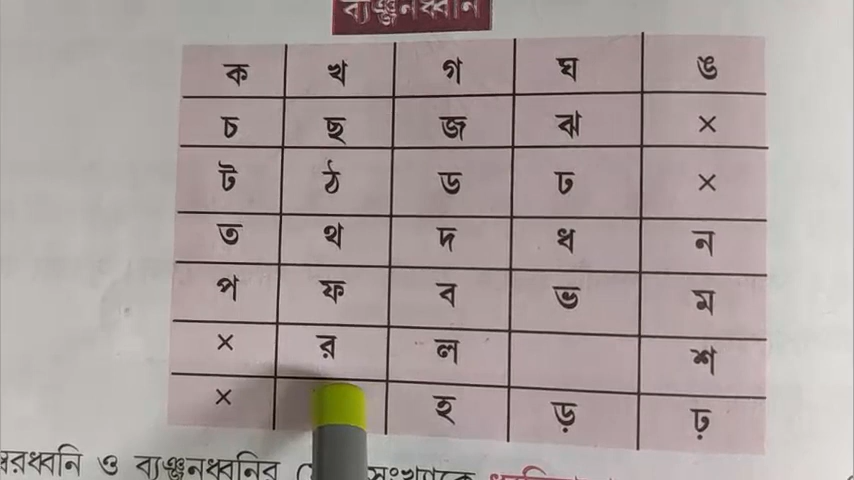 ব্যঞ্জনধ্বনি
ক খ গ ঘ ঙ
চ ছ জ ঝ ×
ট ঠ ড ঢ ×
ত থ দ ধ ন
প ফ ব ভ ম
× র ল শ
× হ ড় ঢ়
স্বরধ্বনি ও ব্যঞ্জনধ্বনির